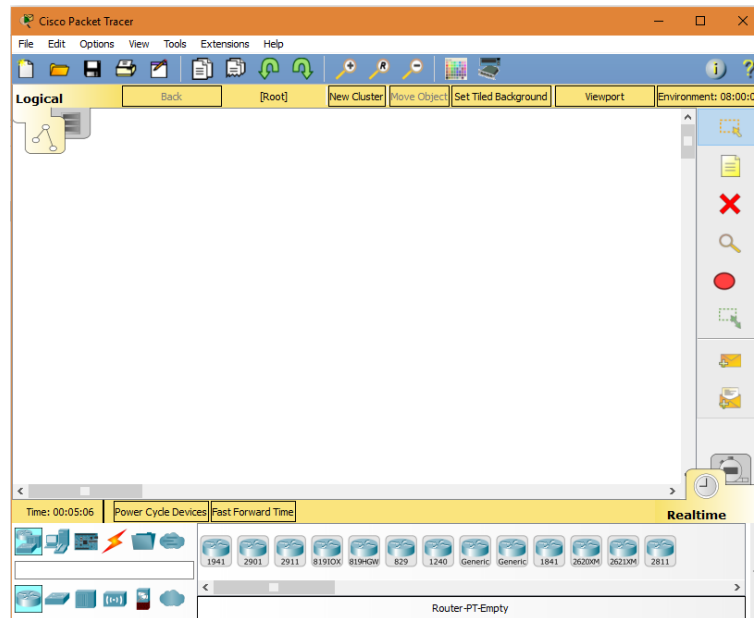 Cisco Packet Tracer
File Edit Options View Tools Extensions Help
Logical Back [Root] New Cluster Move Object Set Tiled Background Viewport Environment: 08:00:0
Time: 00:05:06 Power Cycle Devices Fast Forward Time Realtime
1941 2901 2911 819IOX 819HGW 829 1240 Generic Generic 1841 2620XM 2621XM 2811
Router-PT-Empty